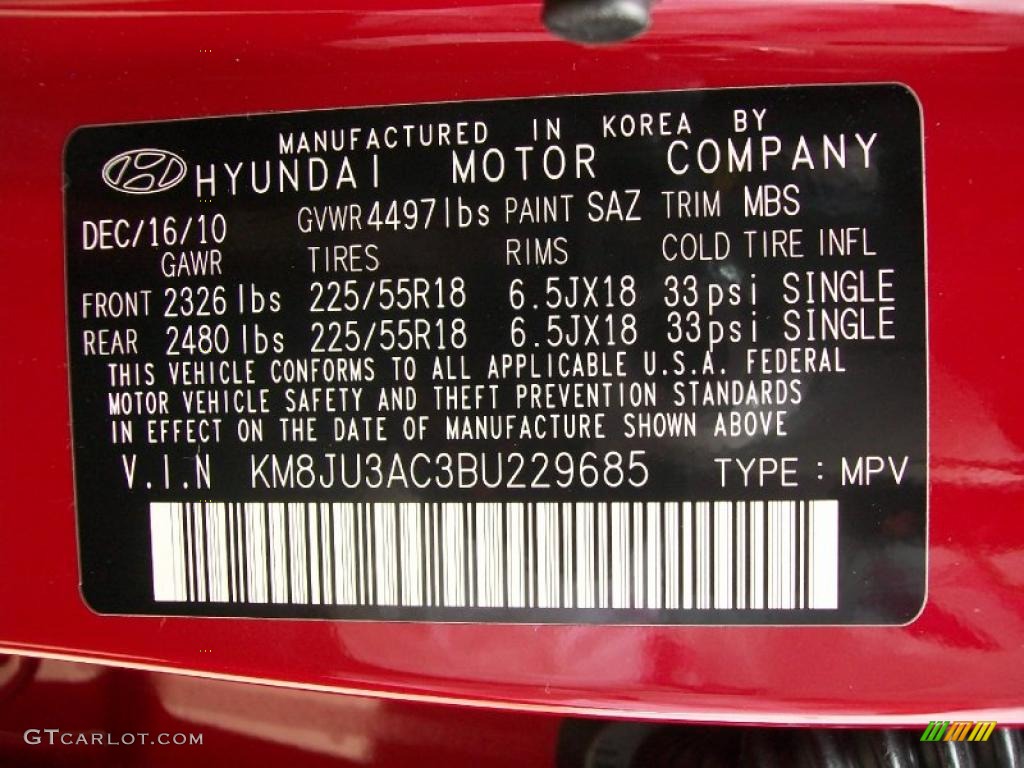 MANUFACTURED IN KOREA BY
HYUNDAI MOTOR COMPANY
DEC/16/10 GVWR 4497 lbs PAINT SAZ TRIM MBS
GAWR TIRES RIMS COLD TIRE INFL
FRONT 2326 lbs 225/55R18 6.5JX18 33psi SINGLE
REAR 2480 lbs 225/55R18 6.5JX18 33psi SINGLE
THIS VEHICLE CONFORMS TO ALL APPLICABLE U.S.A. FEDERAL
MOTOR VEHICLE SAFETY AND THEFT PREVENTION STANDARDS
IN EFFECT ON THE DATE OF MANUFACTURE SHOWN ABOVE
V.I.N KM8JU3AC3BU229685 TYPE : MPV
GTCARLOT.COM